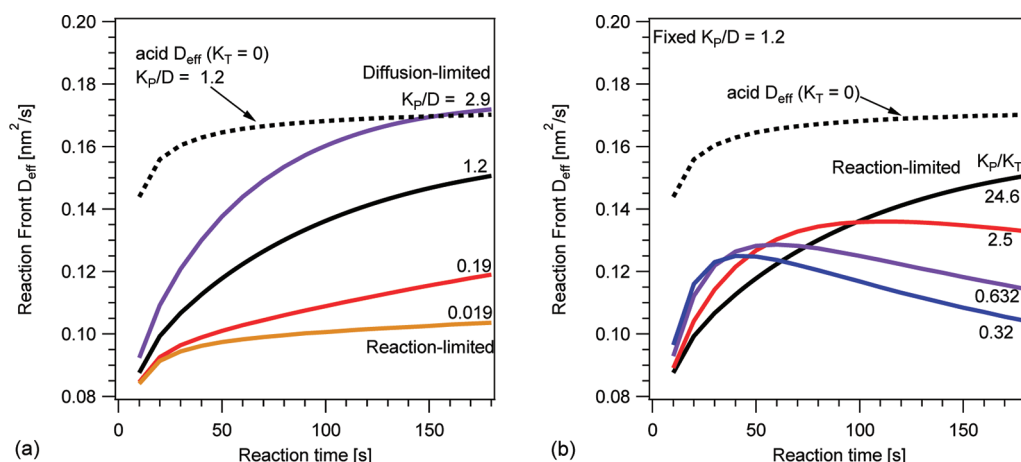 0.20
0.18
0.16
0.14
0.12
0.10
0.08
Reaction Front D_eff [nm²/s]
acid D_eff (K_T = 0)
K_P/D = 1.2
Diffusion-limited
K_P/D = 2.9
1.2
0.19
0.019
Reaction-limited
0 50 100 150
Reaction time [s]
(a)
0.20
0.18
0.16
0.14
0.12
0.10
0.08
Reaction Front D_eff [nm²/s]
Fixed K_P/D = 1.2
acid D_eff (K_T = 0)
Reaction-limited
K_P/K_T
24.6
2.5
0.632
0.32
0 50 100 150
Reaction time [s]
(b)